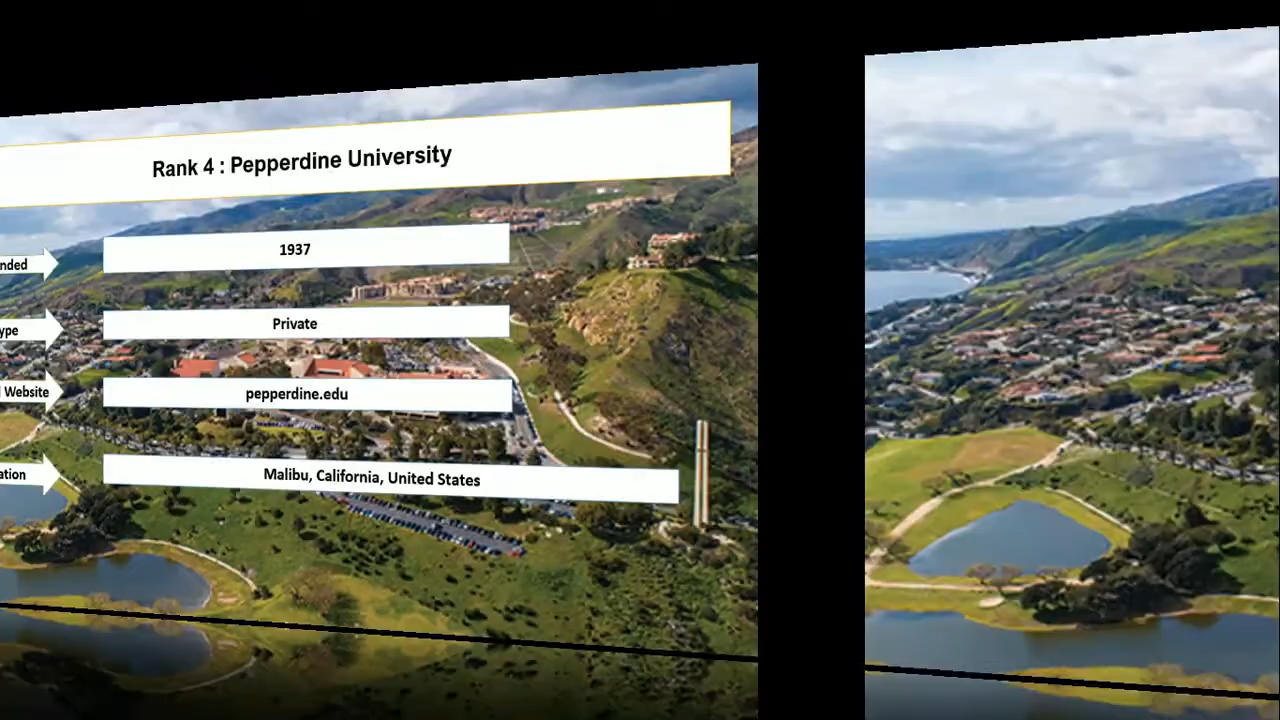 Rank 4 : Pepperdine University
nded 1937
ype Private
Website pepperdine.edu
ation Malibu, California, United States